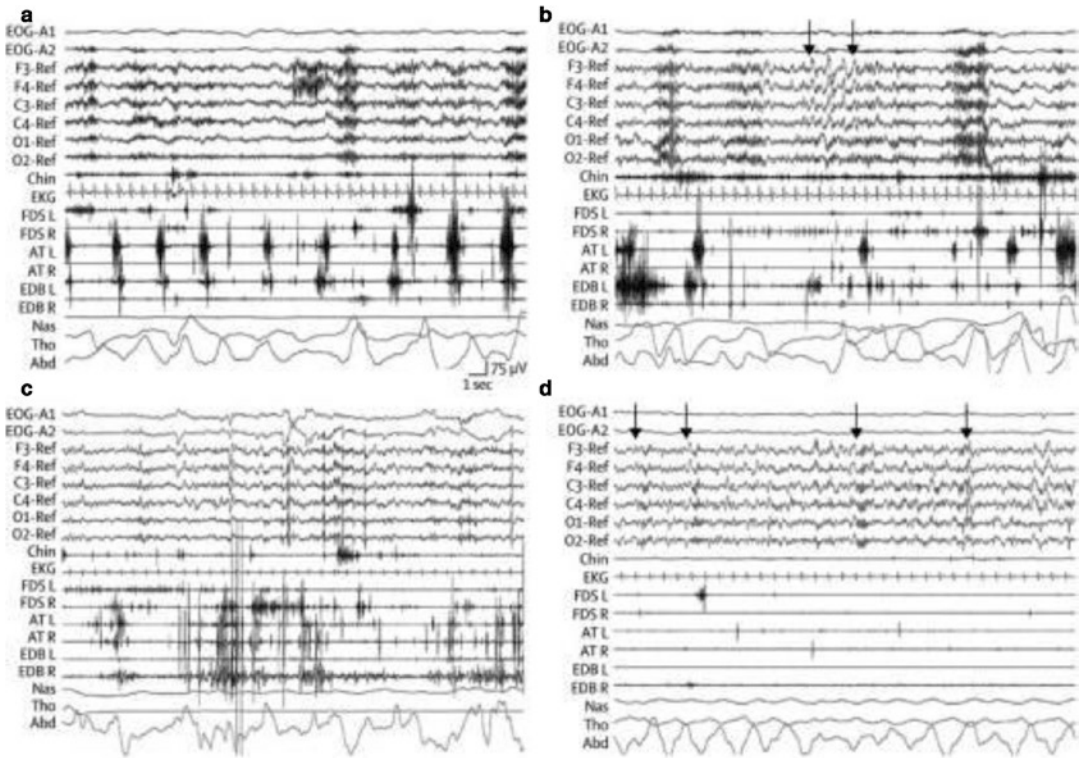 a
EOG-A1
EOG-A2
F3-Ref
F4-Ref
C3-Ref
C4-Ref
O1-Ref
O2-Ref
Chin
EKG
FDS L
FDS R
AT L
AT R
EDB L
EDB R
Nas
Tho
Abd
75 µV
1 sec
b
EOG-A1
EOG-A2
F3-Ref
F4-Ref
C3-Ref
C4-Ref
O1-Ref
O2-Ref
Chin
EKG
FDS L
FDS R
AT L
AT R
EDB L
EDB R
Nas
Tho
Abd
c
EOG-A1
EOG-A2
F3-Ref
F4-Ref
C3-Ref
C4-Ref
O1-Ref
O2-Ref
Chin
EKG
FDS L
FDS R
AT L
AT R
EDB L
EDB R
Nas
Tho
Abd
d
EOG-A1
EOG-A2
F3-Ref
F4-Ref
C3-Ref
C4-Ref
O1-Ref
O2-Ref
Chin
EKG
FDS L
FDS R
AT L
AT R
EDB L
EDB R
Nas
Tho
Abd